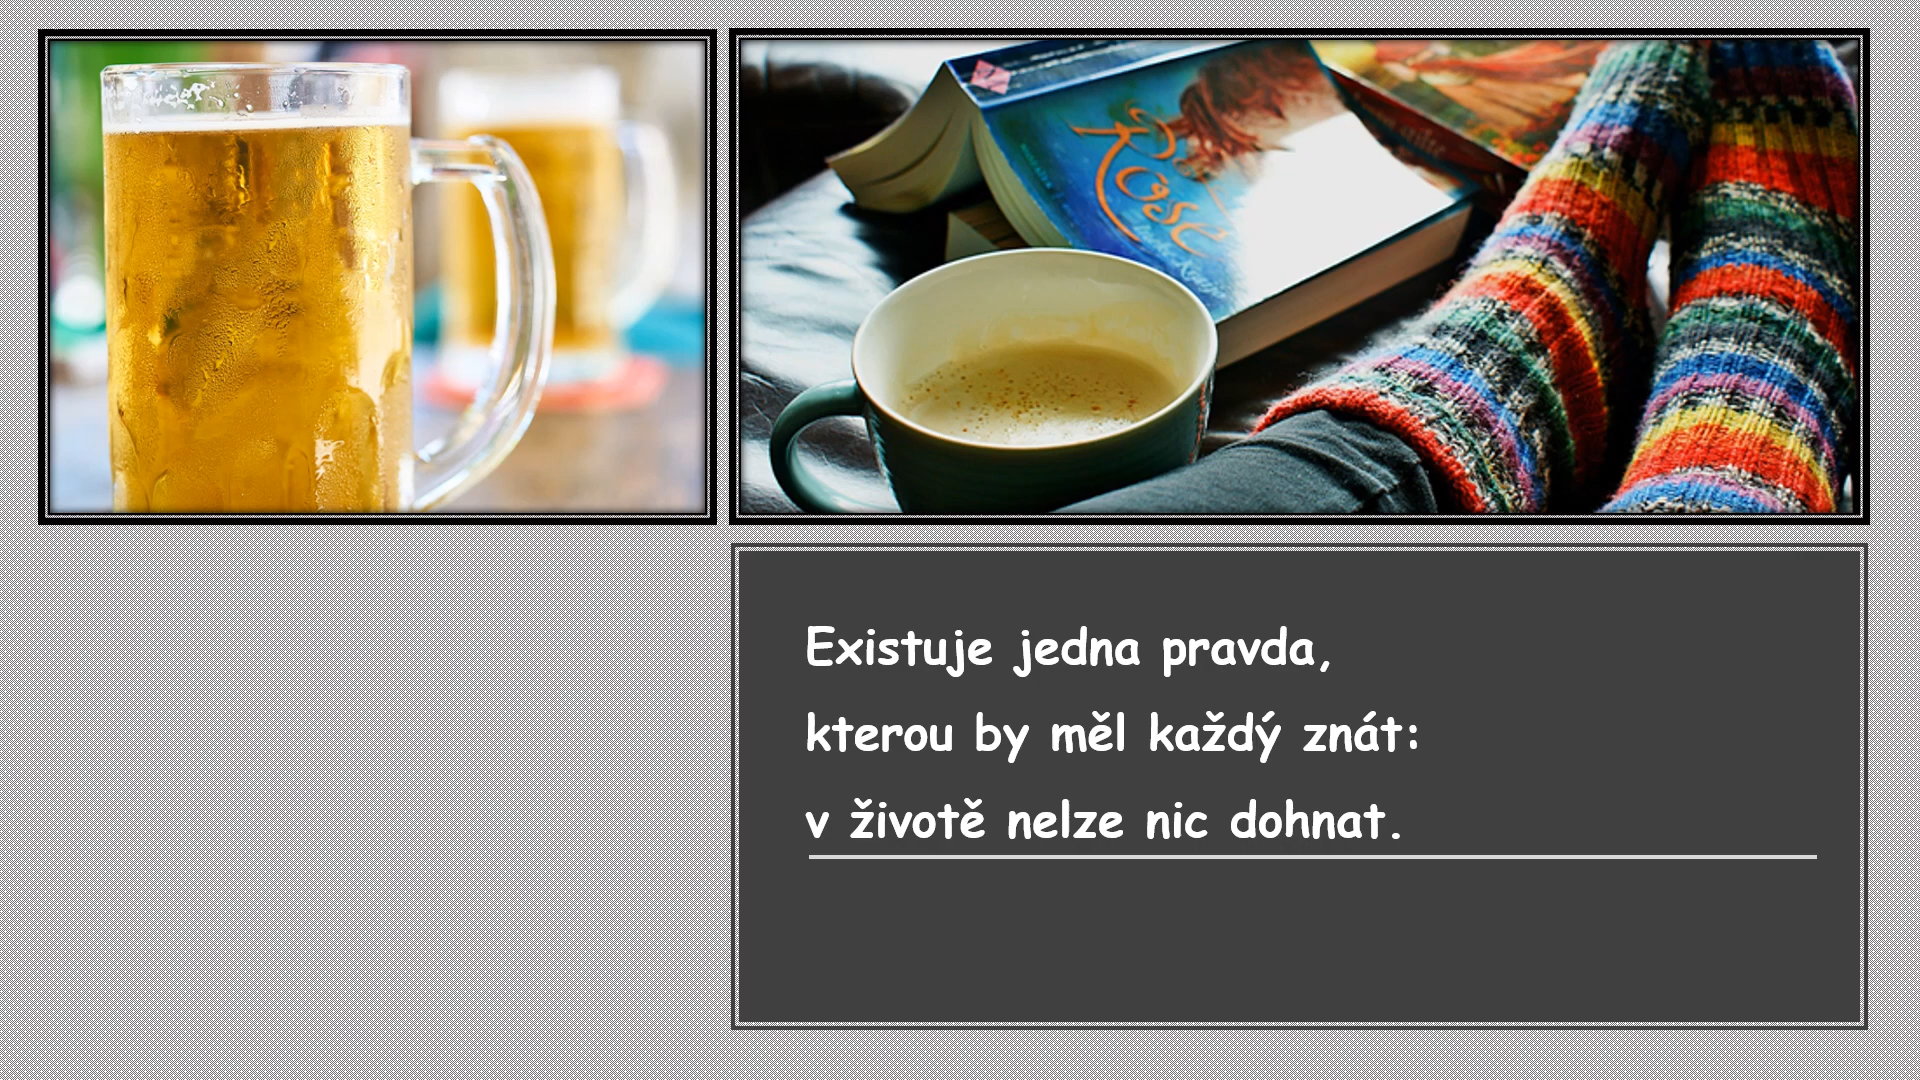 Rose
Existuje jedna pravda,
kterou by měl každý znát:
v životě nelze nic dohnat.